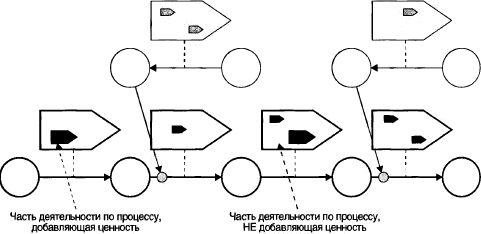 Часть деятельности по процессу,
добавляющая ценность
Часть деятельности по процессу,
НЕ добавляющая ценность